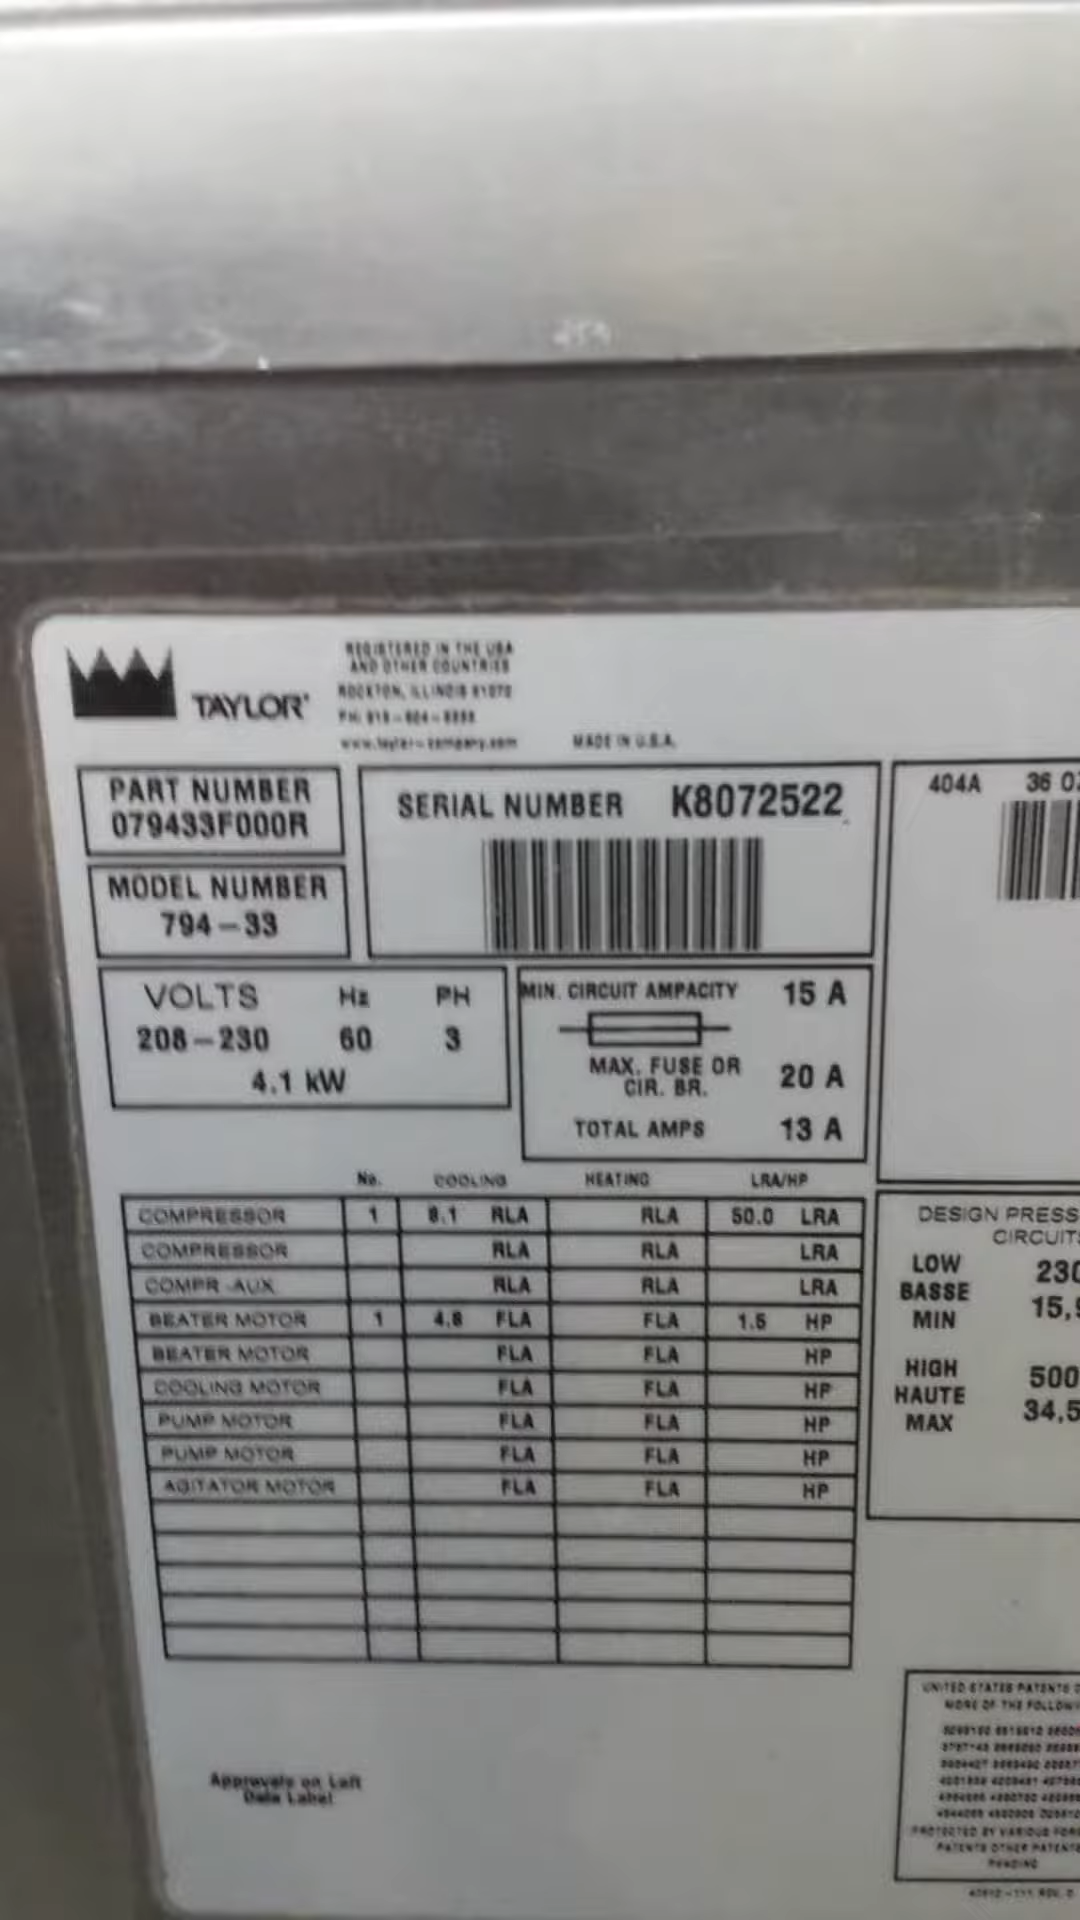 TAYLOR
REGISTERED IN THE USA
AND OTHER COUNTRIES
ROCKTON, ILLINOIS 61072
www.taylor-company.com
MADE IN U.S.A.
PART NUMBER
079433F000R
SERIAL NUMBER K8072522
404A 36
MODEL NUMBER
794-33
VOLTS Hz PH
208-230 60 3
4.1 kW
MIN. CIRCUIT AMPACITY 15 A
MAX. FUSE OR
CIR. BR. 20 A
TOTAL AMPS 13 A
No. COOLING HEATING LRA/HP
COMPRESSOR 1 8.1 RLA RLA 50.0 LRA
COMPRESSOR RLA RLA LRA
COMPR-AUX. RLA RLA LRA
BEATER MOTOR 1 4.8 FLA FLA 1.5 HP
BEATER MOTOR FLA FLA HP
COOLING MOTOR FLA FLA HP
PUMP MOTOR FLA FLA HP
PUMP MOTOR FLA FLA HP
AGITATOR MOTOR FLA FLA HP
DESIGN PRESS
CIRCUIT
LOW 230
BASSE
MIN 15,
HIGH 500
HAUTE
MAX 34,5
Approvals on Left
Data Label
UNITED STATES PATENTS
MORE OF THE FOLLOWI
PROTECTED BY VARIOUS FOR
PATENTS OTHER PATENTS
PENDING